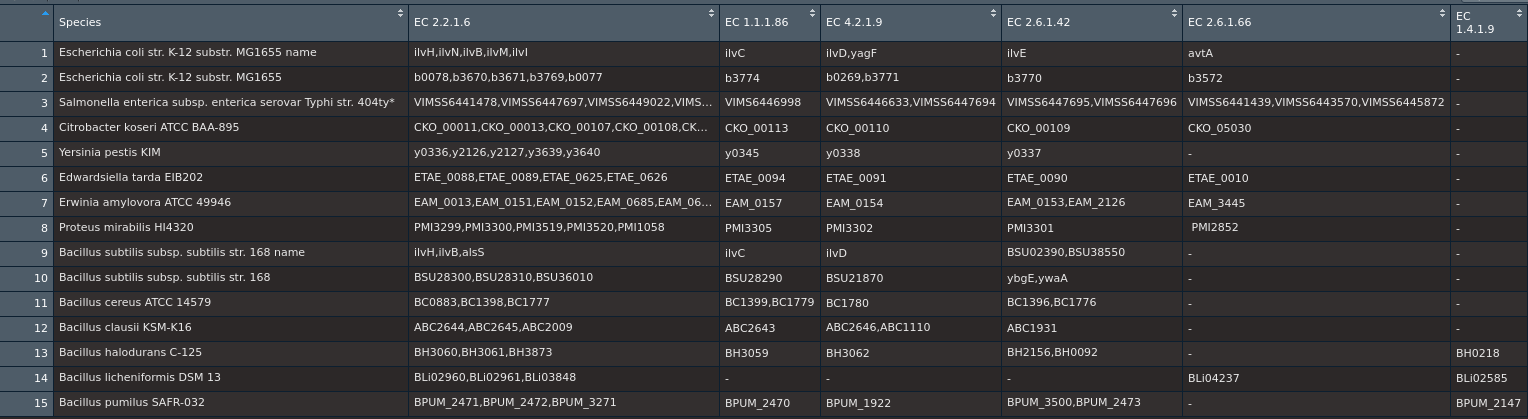 Species EC 2.2.1.6 EC 1.1.1.86 EC 4.2.1.9 EC 2.6.1.42 EC 2.6.1.66 EC 1.4.1.9
1 Escherichia coli str. K-12 substr. MG1655 name ilvH,ilvN,ilvB,ilvM,ilvI ilvC ilvD,yagF ilvE avtA -
2 Escherichia coli str. K-12 substr. MG1655 b0078,b3670,b3671,b3769,b0077 b3774 b0269,b3771 b3770 b3572 -
3 Salmonella enterica subsp. enterica serovar Typhi str. 404ty* VIMSS6441478,VIMSS6447697,VIMSS6449022,VIMS... VIMS6446998 VIMSS6446633,VIMSS6447694 VIMSS6447695,VIMSS6447696 VIMSS6441439,VIMSS6443570,VIMSS6445872 -
4 Citrobacter koseri ATCC BAA-895 CKO_00011,CKO_00013,CKO_00107,CKO_00108,CK... CKO_00113 CKO_00110 CKO_00109 CKO_05030 -
5 Yersinia pestis KIM y0336,y2126,y2127,y3639,y3640 y0345 y0338 y0337 - -
6 Edwardsiella tarda EIB202 ETAE_0088,ETAE_0089,ETAE_0625,ETAE_0626 ETAE_0094 ETAE_0091 ETAE_0090 ETAE_0010 -
7 Erwinia amylovora ATCC 49946 EAM_0013,EAM_0151,EAM_0152,EAM_0685,EAM_06... EAM_0157 EAM_0154 EAM_0153,EAM_2126 EAM_3445 -
8 Proteus mirabilis HI4320 PMI3299,PMI3300,PMI3519,PMI3520,PMI1058 PMI3305 PMI3302 PMI3301 PMI2852 -
9 Bacillus subtilis subsp. subtilis str. 168 name ilvH,ilvB,alsS ilvC ilvD BSU02390,BSU38550 - -
10 Bacillus subtilis subsp. subtilis str. 168 BSU28300,BSU28310,BSU36010 BSU28290 BSU21870 ybgE,ywaA - -
11 Bacillus cereus ATCC 14579 BC0883,BC1398,BC1777 BC1399,BC1779 BC1780 BC1396,BC1776 - -
12 Bacillus clausii KSM-K16 ABC2644,ABC2645,ABC2009 ABC2643 ABC2646,ABC1110 ABC1931 - -
13 Bacillus halodurans C-125 BH3060,BH3061,BH3873 BH3059 BH3062 BH2156,BH0092 - BH0218
14 Bacillus licheniformis DSM 13 BLi02960,BLi02961,BLi03848 - - - BLi04237 BLi02585
15 Bacillus pumilus SAFR-032 BPUM_2471,BPUM_2472,BPUM_3271 BPUM_2470 BPUM_1922 BPUM_3500,BPUM_2473 - BPUM_2147